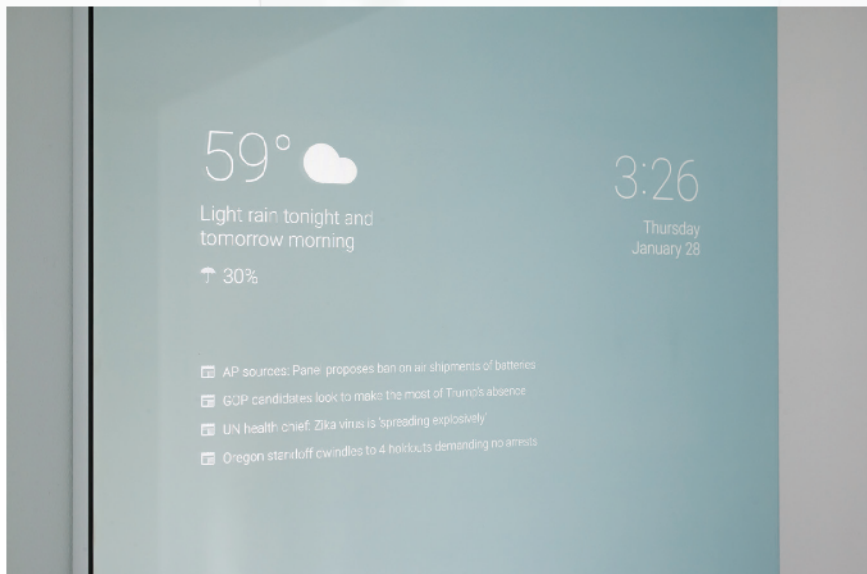 59°
Light rain tonight and
tomorrow morning
30%
3:26
Thursday
January 28
AP sources: Panel proposes ban on air shipments of batteries
GOP candidates look to make the most of Trump's absence
UN health chief: Zika virus is 'spreading explosively'
Oregon standoff dwindles to 4 holdouts demanding no arrests